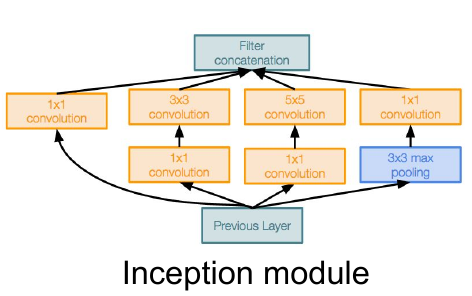 Filter
concatenation
1x1
convolution
3x3
convolution
5x5
convolution
1x1
convolution
1x1
convolution
1x1
convolution
3x3 max
pooling
Previous Layer
Inception module